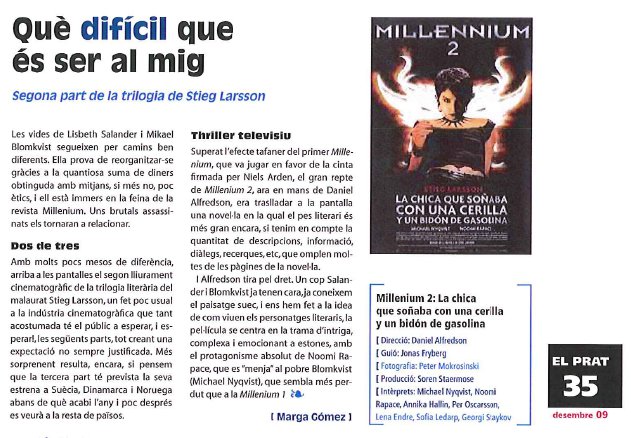 Què difícil que
és ser al mig
Segona part de la trilogia de Stieg Larsson
Les vides de Lisbeth Salander i Mikael
Blomkvist segueixen per camins ben
diferents. Ella prova de reorganitzar-se
gràcies a la quantiosa suma de diners
obtinguda amb mitjans, si més no, poc
ètics, i ell està immers en la feina de la
revista Millenium. Uns brutals assassi-
nats els tornaran a relacionar.
Dos de tres
Amb molts pocs mesos de diferència,
arriba a les pantalles el segon lliurament
cinematogràfic de la trilogia literària del
malaurat Stieg Larsson, un fet poc usual
a la indústria cinematogràfica que tant
acostumada té el públic a esperar, i es-
perar!, les següents parts, tot creant una
expectació no sempre justificada. Més
sorprenent resulta, encara, si pensem
que la tercera part té prevista la seva
estrena a Suècia, Dinamarca i Noruega
abans de què acabi l'any i poc després
es veurà a la resta de països.
Thriller televisiu
Superat l'efecte tafaner del primer Mille-
nium, que va jugar en favor de la cinta
firmada per Niels Arden, el gran repte
de Millenium 2, ara en mans de Daniel
Alfredson, era traslladar a la pantalla
una novel·la en la qual el pes literari és
més gran encara, si tenim en compte la
quantitat de descripcions, informació,
diàlegs, recerques, etc, que omplen mol-
tes de les pàgines de la novel·la.
I Alfredson tira pel dret. Un cop Salan-
der i Blomkvist ja tenen cara, ja coneixem
el paisatge suec, i ens hem fet a la idea
de com viuen els personatges literaris, la
pel·lícula se centra en la trama d'intriga,
complexa i emocionant a estones, amb
el protagonisme absolut de Noomi Ra-
pace, que es "menja" al pobre Blomkvist
(Michael Nyqvist), que sembla més per-
dut que a la Millenium 1
[ Marga Gómez ]
MILLENNIUM
2
STIEG LARSSON
LA CHICA QUE SOÑABA
CON UNA CERILLA
Y UN BIDÓN DE GASOLINA
MICHAEL NYQVIST NOOMI RAPACE
Millenium 2: La chica
que soñaba con una cerilla
y un bidón de gasolina
[ Direcció: Daniel Alfredson
[ Guió: Jonas Fryberg
[ Fotografia: Peter Mokrosinski
[ Producció: Soren Staermose
[ Intèrprets: Michael Nyqvist, Noomi
Rapace, Annika Hallin, Per Oscarsson,
Lena Endre, Sofia Ledarp, Georgi Staykov
EL PRAT
35
desembre 09